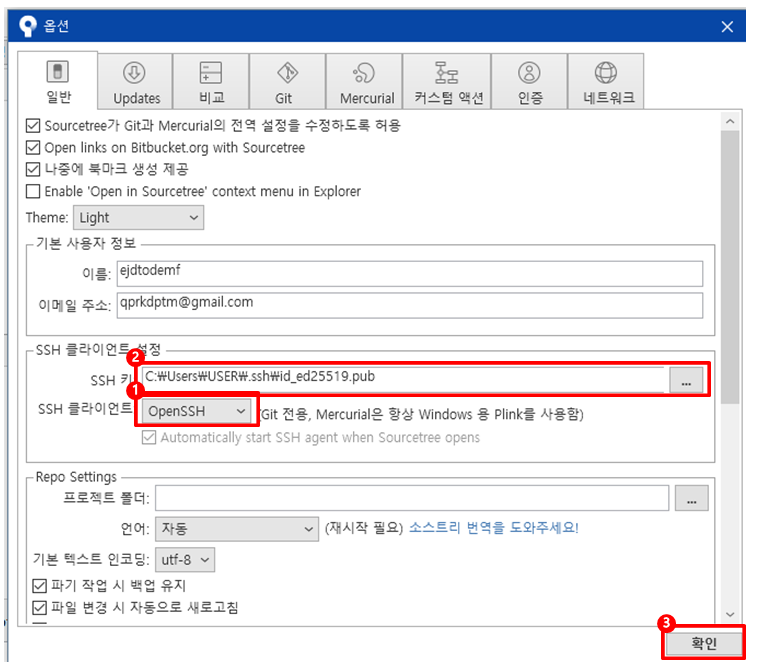 옵션
일반 Updates 비교 Git Mercurial 커스텀 액션 인증 네트워크
Sourcetree가 Git과 Mercurial의 전역 설정을 수정하도록 허용
Open links on Bitbucket.org with Sourcetree
나중에 북마크 생성 제공
Enable 'Open in Sourcetree' context menu in Explorer
Theme: Light
기본 사용자 정보
이름: ejdtodemf
이메일 주소: qprkdptm@gmail.com
SSH 클라이언트 설정
2
SSH 키 C:₩Users₩USER₩.ssh₩id_ed25519.pub ...
1
SSH 클라이언트 OpenSSH (Git 전용, Mercurial은 항상 Windows 용 Plink를 사용함)
Automatically start SSH agent when Sourcetree opens
Repo Settings
프로젝트 폴더: ...
언어: 자동 (재시작 필요) 소스트리 번역을 도와주세요!
기본 텍스트 인코딩: utf-8
파기 작업 시 백업 유지
파일 변경 시 자동으로 새로고침
3
확인